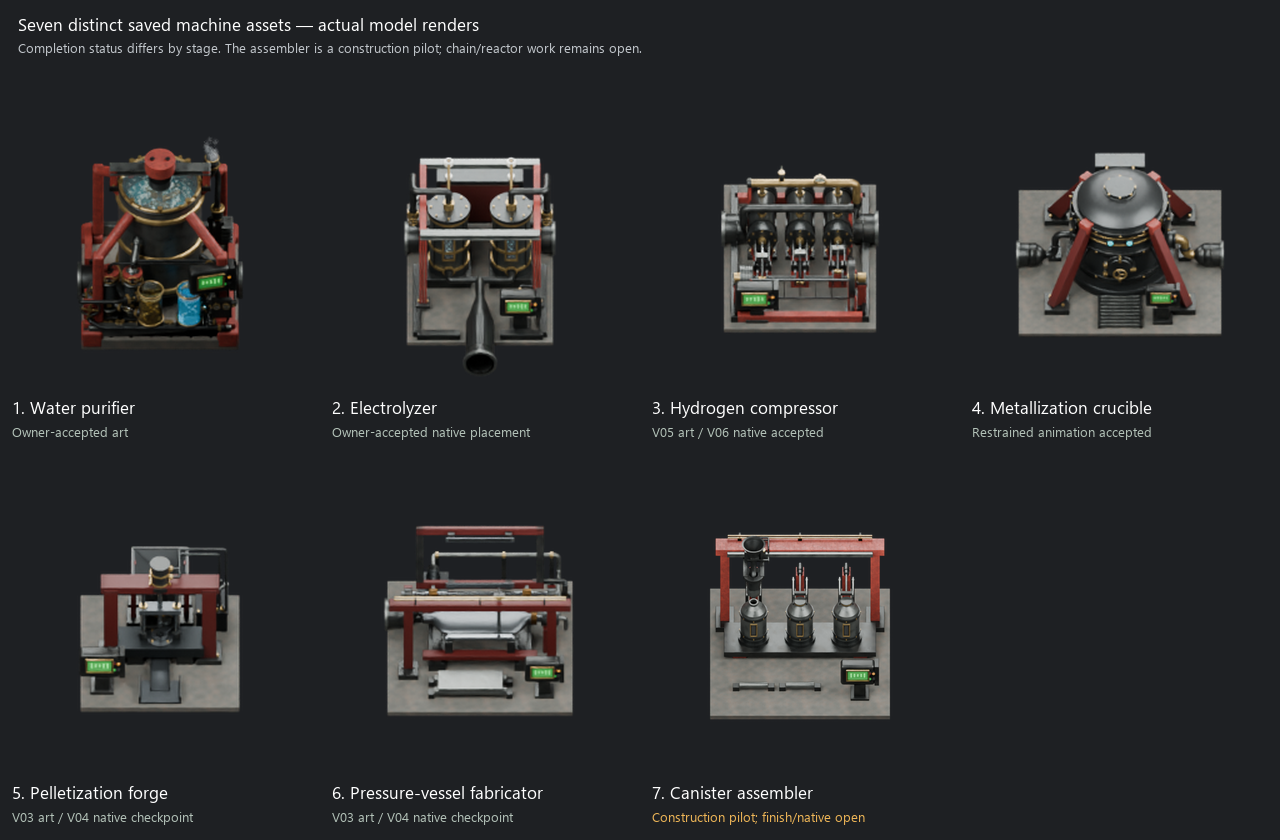 Seven distinct saved machine assets — actual model renders
Completion status differs by stage. The assembler is a construction pilot; chain/reactor work remains open.
1. Water purifier
Owner-accepted art
2. Electrolyzer
Owner-accepted native placement
3. Hydrogen compressor
V05 art / V06 native accepted
4. Metallization crucible
Restrained animation accepted
5. Pelletization forge
V03 art / V04 native checkpoint
6. Pressure-vessel fabricator
V03 art / V04 native checkpoint
7. Canister assembler
Construction pilot; finish/native open